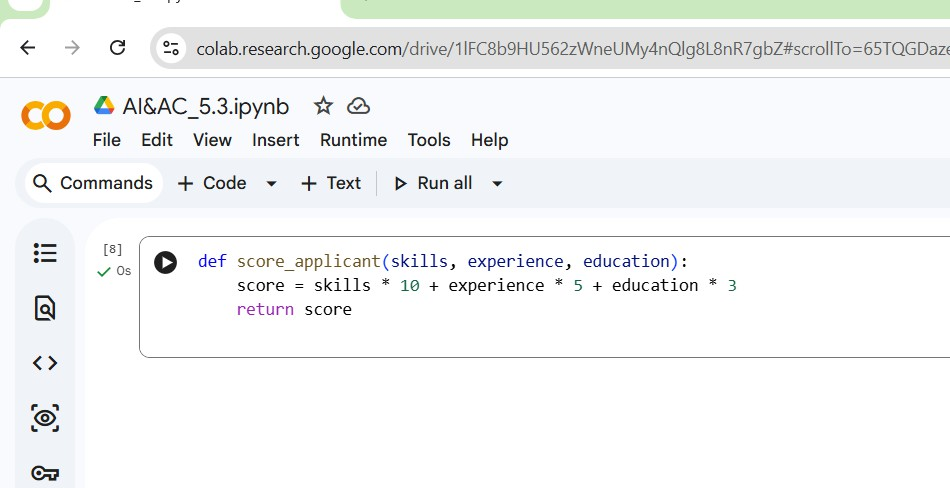 colab.research.google.com/drive/1lFC8b9HU562zWneUMy4nQlg8L8nR7gbZ#scrollTo=65TQGDaze
AI&AC_5.3.ipynb
File Edit View Insert Runtime Tools Help
Commands + Code + Text Run all
[8]
0s
def score_applicant(skills, experience, education):
    score = skills * 10 + experience * 5 + education * 3
    return score